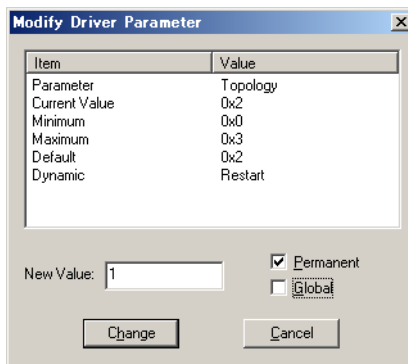 Modify Driver Parameter
Item Value
Parameter Topology
Current Value 0x2
Minimum 0x0
Maximum 0x3
Default 0x2
Dynamic Restart
New Value: 1
Permanent
Global
Change Cancel